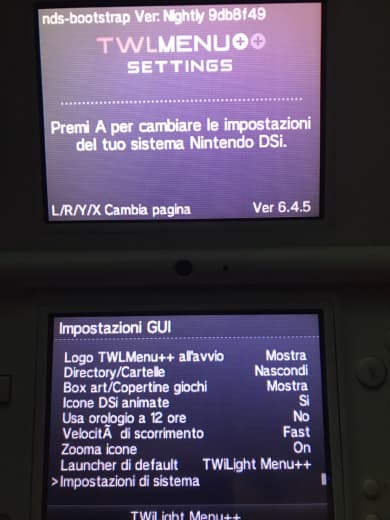 nds-bootstrap Ver: Nightly 9db8f49
TWLMENU++
SETTINGS
Premi A per cambiare le impostazioni
del tuo sistema Nintendo DSi.
L/R/Y/X Cambia pagina Ver 6.4.5
Impostazioni GUI
Logo TWLMenu++ all'avvio Mostra
Directory/Cartelle Nascondi
Box art/Copertine giochi Mostra
Icone DSi animate Si
Usa orologio a 12 ore No
VelocitÃ di scorrimento Fast
Zooma icone On
Launcher di default TWiLight Menu++
>Impostazioni di sistema
TWiLight Menu++